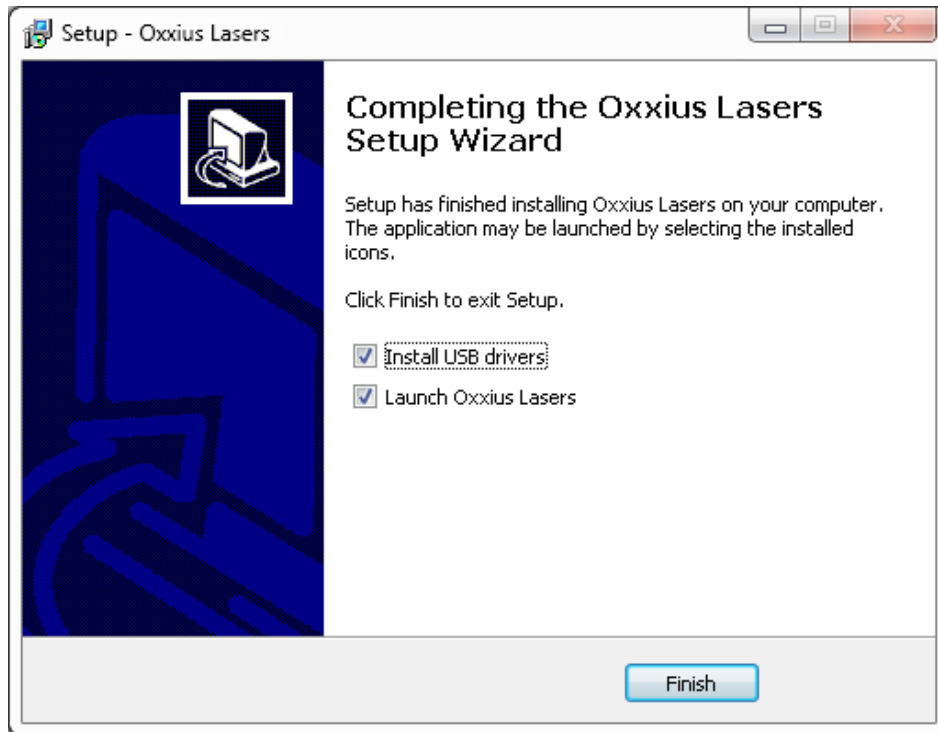 Setup - Oxxius Lasers
Completing the Oxxius Lasers
Setup Wizard
Setup has finished installing Oxxius Lasers on your computer.
The application may be launched by selecting the installed
icons.
Click Finish to exit Setup.
Install USB drivers
Launch Oxxius Lasers
Finish